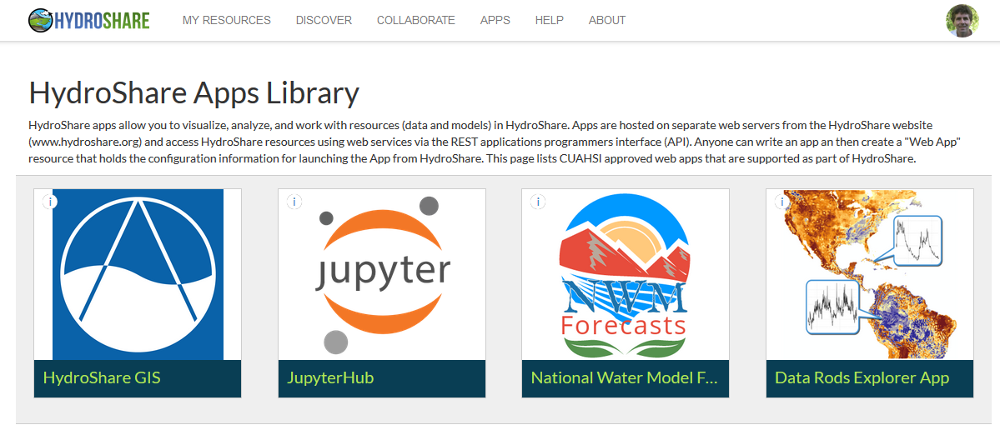 HYDROSHARE MY RESOURCES DISCOVER COLLABORATE APPS HELP ABOUT
HydroShare Apps Library
HydroShare apps allow you to visualize, analyze, and work with resources (data and models) in HydroShare. Apps are hosted on separate web servers from the HydroShare website
(www.hydroshare.org) and access HydroShare resources using web services via the REST applications programmers interface (API). Anyone can write an app an then create a "Web App"
resource that holds the configuration information for launching the App from HydroShare. This page lists CUAHSI approved web apps that are supported as part of HydroShare.
i i i i
jupyter
NWM
Forecasts
HydroShare GIS JupyterHub National Water Model F... Data Rods Explorer App